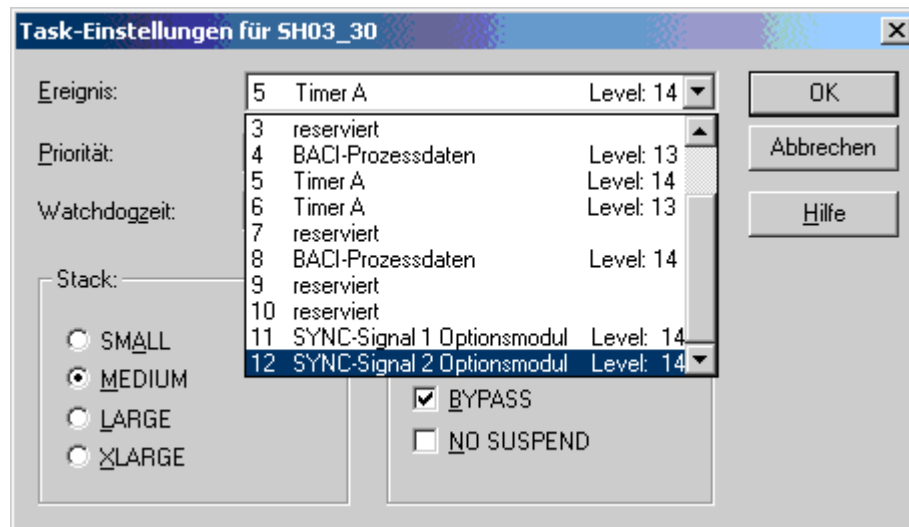 Task-Einstellungen für SH03_30
Ereignis:
5 Timer A Level: 14
OK
3 reserviert
4 BACI-Prozessdaten Level: 13
5 Timer A Level: 14
6 Timer A Level: 13
7 reserviert
8 BACI-Prozessdaten Level: 14
9 reserviert
10 reserviert
11 SYNC-Signal 1 Optionsmodul Level: 14
12 SYNC-Signal 2 Optionsmodul Level: 14
Priorität:
Abbrechen
Watchdogzeit:
Hilfe
Stack:
SMALL
MEDIUM
LARGE
XLARGE
BYPASS
NO SUSPEND